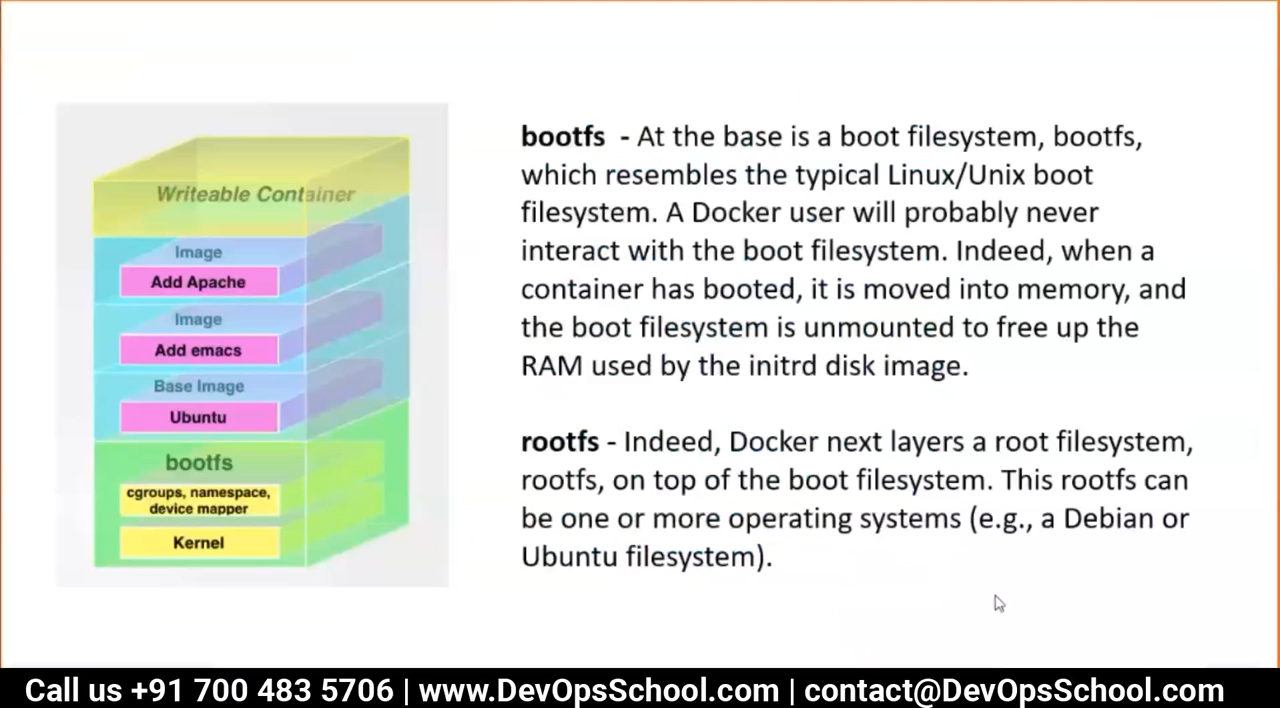 Writeable Container
Image
Add Apache
Image
Add emacs
Base Image
Ubuntu
bootfs
cgroups, namespace,
device mapper
Kernel
bootfs - At the base is a boot filesystem, bootfs,
which resembles the typical Linux/Unix boot
filesystem. A Docker user will probably never
interact with the boot filesystem. Indeed, when a
container has booted, it is moved into memory, and
the boot filesystem is unmounted to free up the
RAM used by the initrd disk image.
rootfs - Indeed, Docker next layers a root filesystem,
rootfs, on top of the boot filesystem. This rootfs can
be one or more operating systems (e.g., a Debian or
Ubuntu filesystem).
Call us +91 700 483 5706 | www.DevOpsSchool.com | contact@DevOpsSchool.com